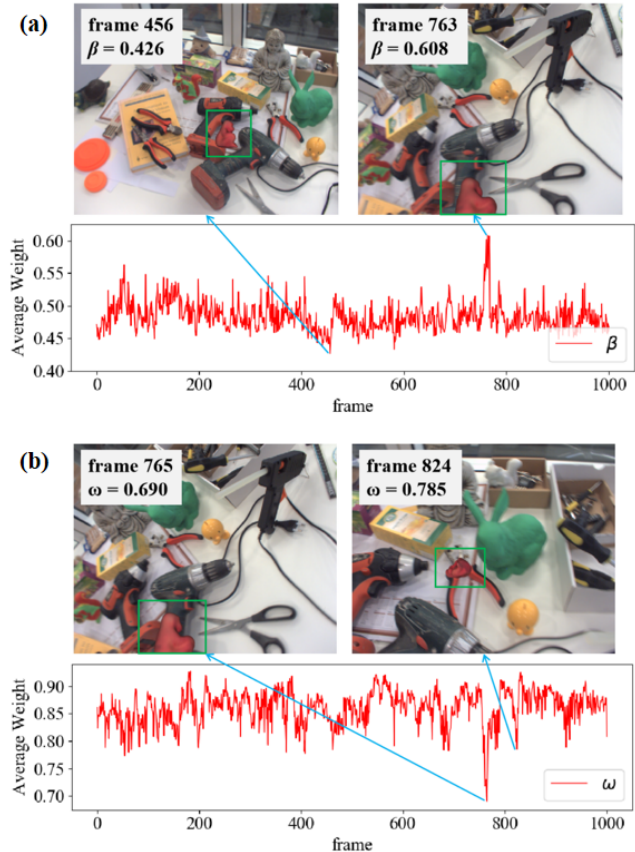 (a)
frame 456
β = 0.426
frame 763
β = 0.608
Average Weight
0.60
0.55
0.50
0.45
0.40
β
0 200 400 600 800 1000
frame
(b)
frame 765
ω = 0.690
frame 824
ω = 0.785
Average Weight
0.90
0.85
0.80
0.75
0.70
ω
0 200 400 600 800 1000
frame